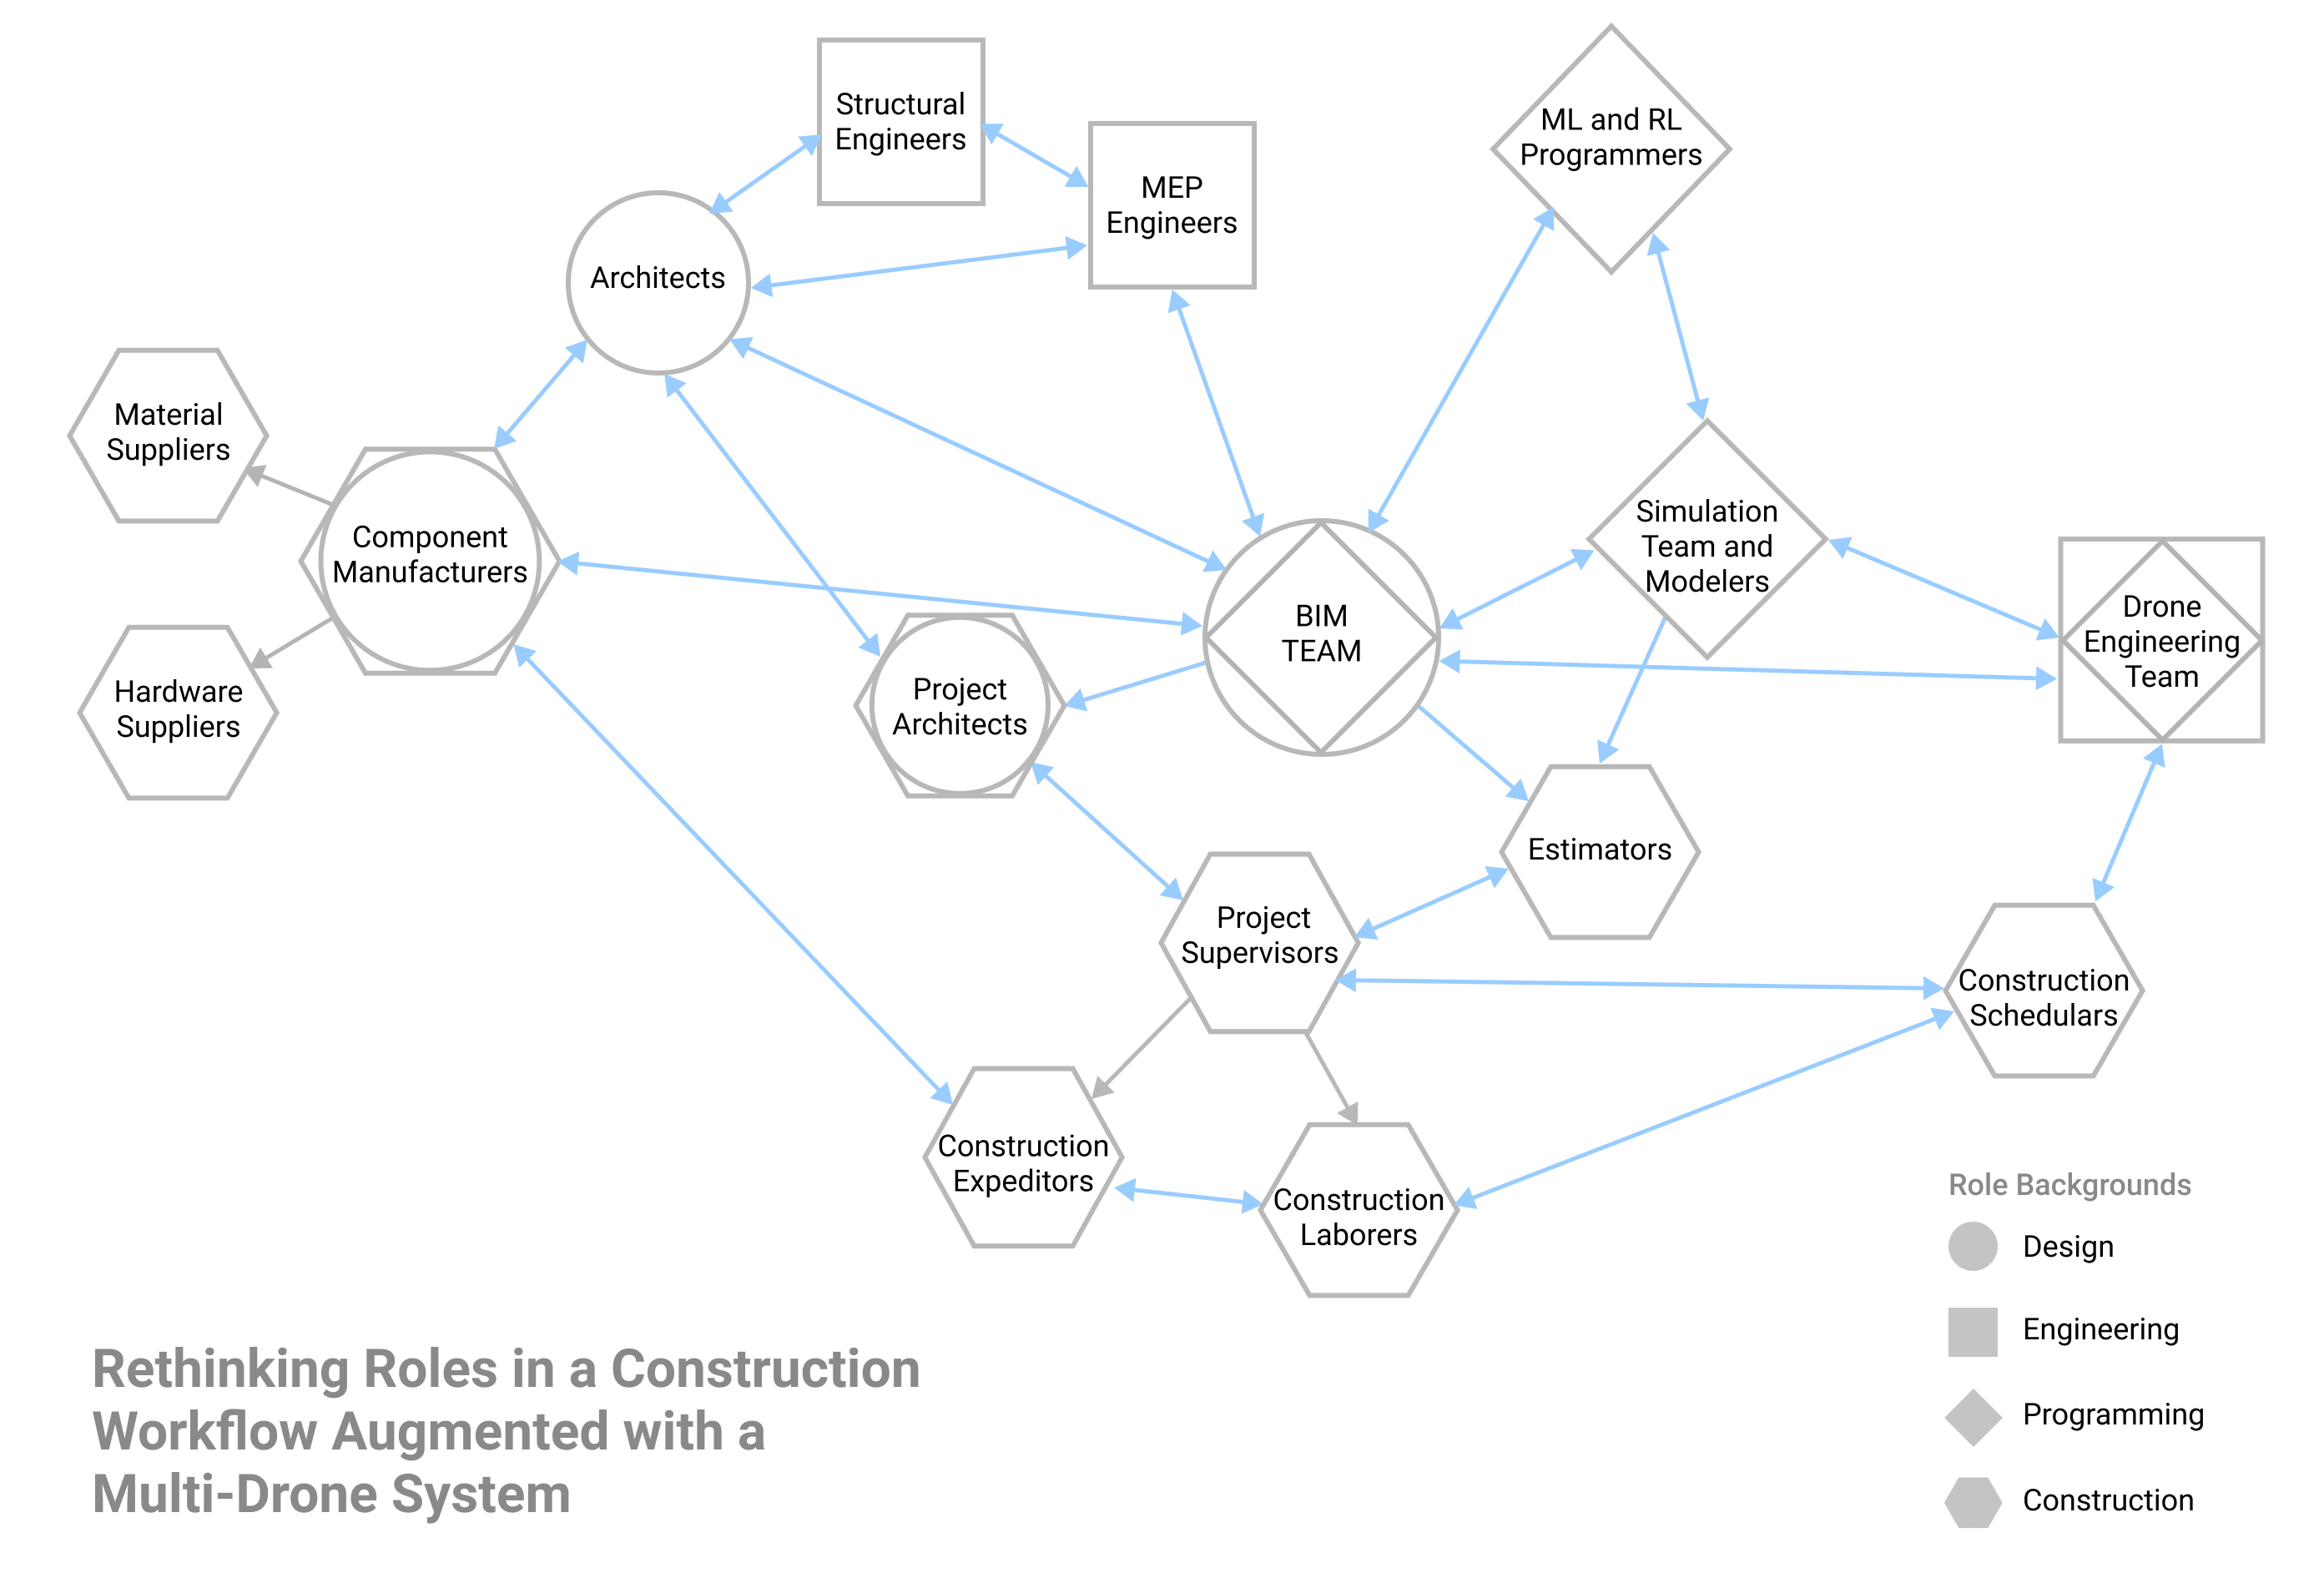 Structural
Engineers
ML and RL
Programmers
MEP
Engineers
Architects
Material
Suppliers
Component
Manufacturers
Simulation
Team and
Modelers
BIM
TEAM
Drone
Engineering
Team
Hardware
Suppliers
Project
Architects
Estimators
Project
Supervisors
Construction
Schedulars
Construction
Expeditors
Construction
Laborers
Role Backgrounds
Design
Engineering
Programming
Construction
Rethinking Roles in a Construction
Workflow Augmented with a
Multi-Drone System